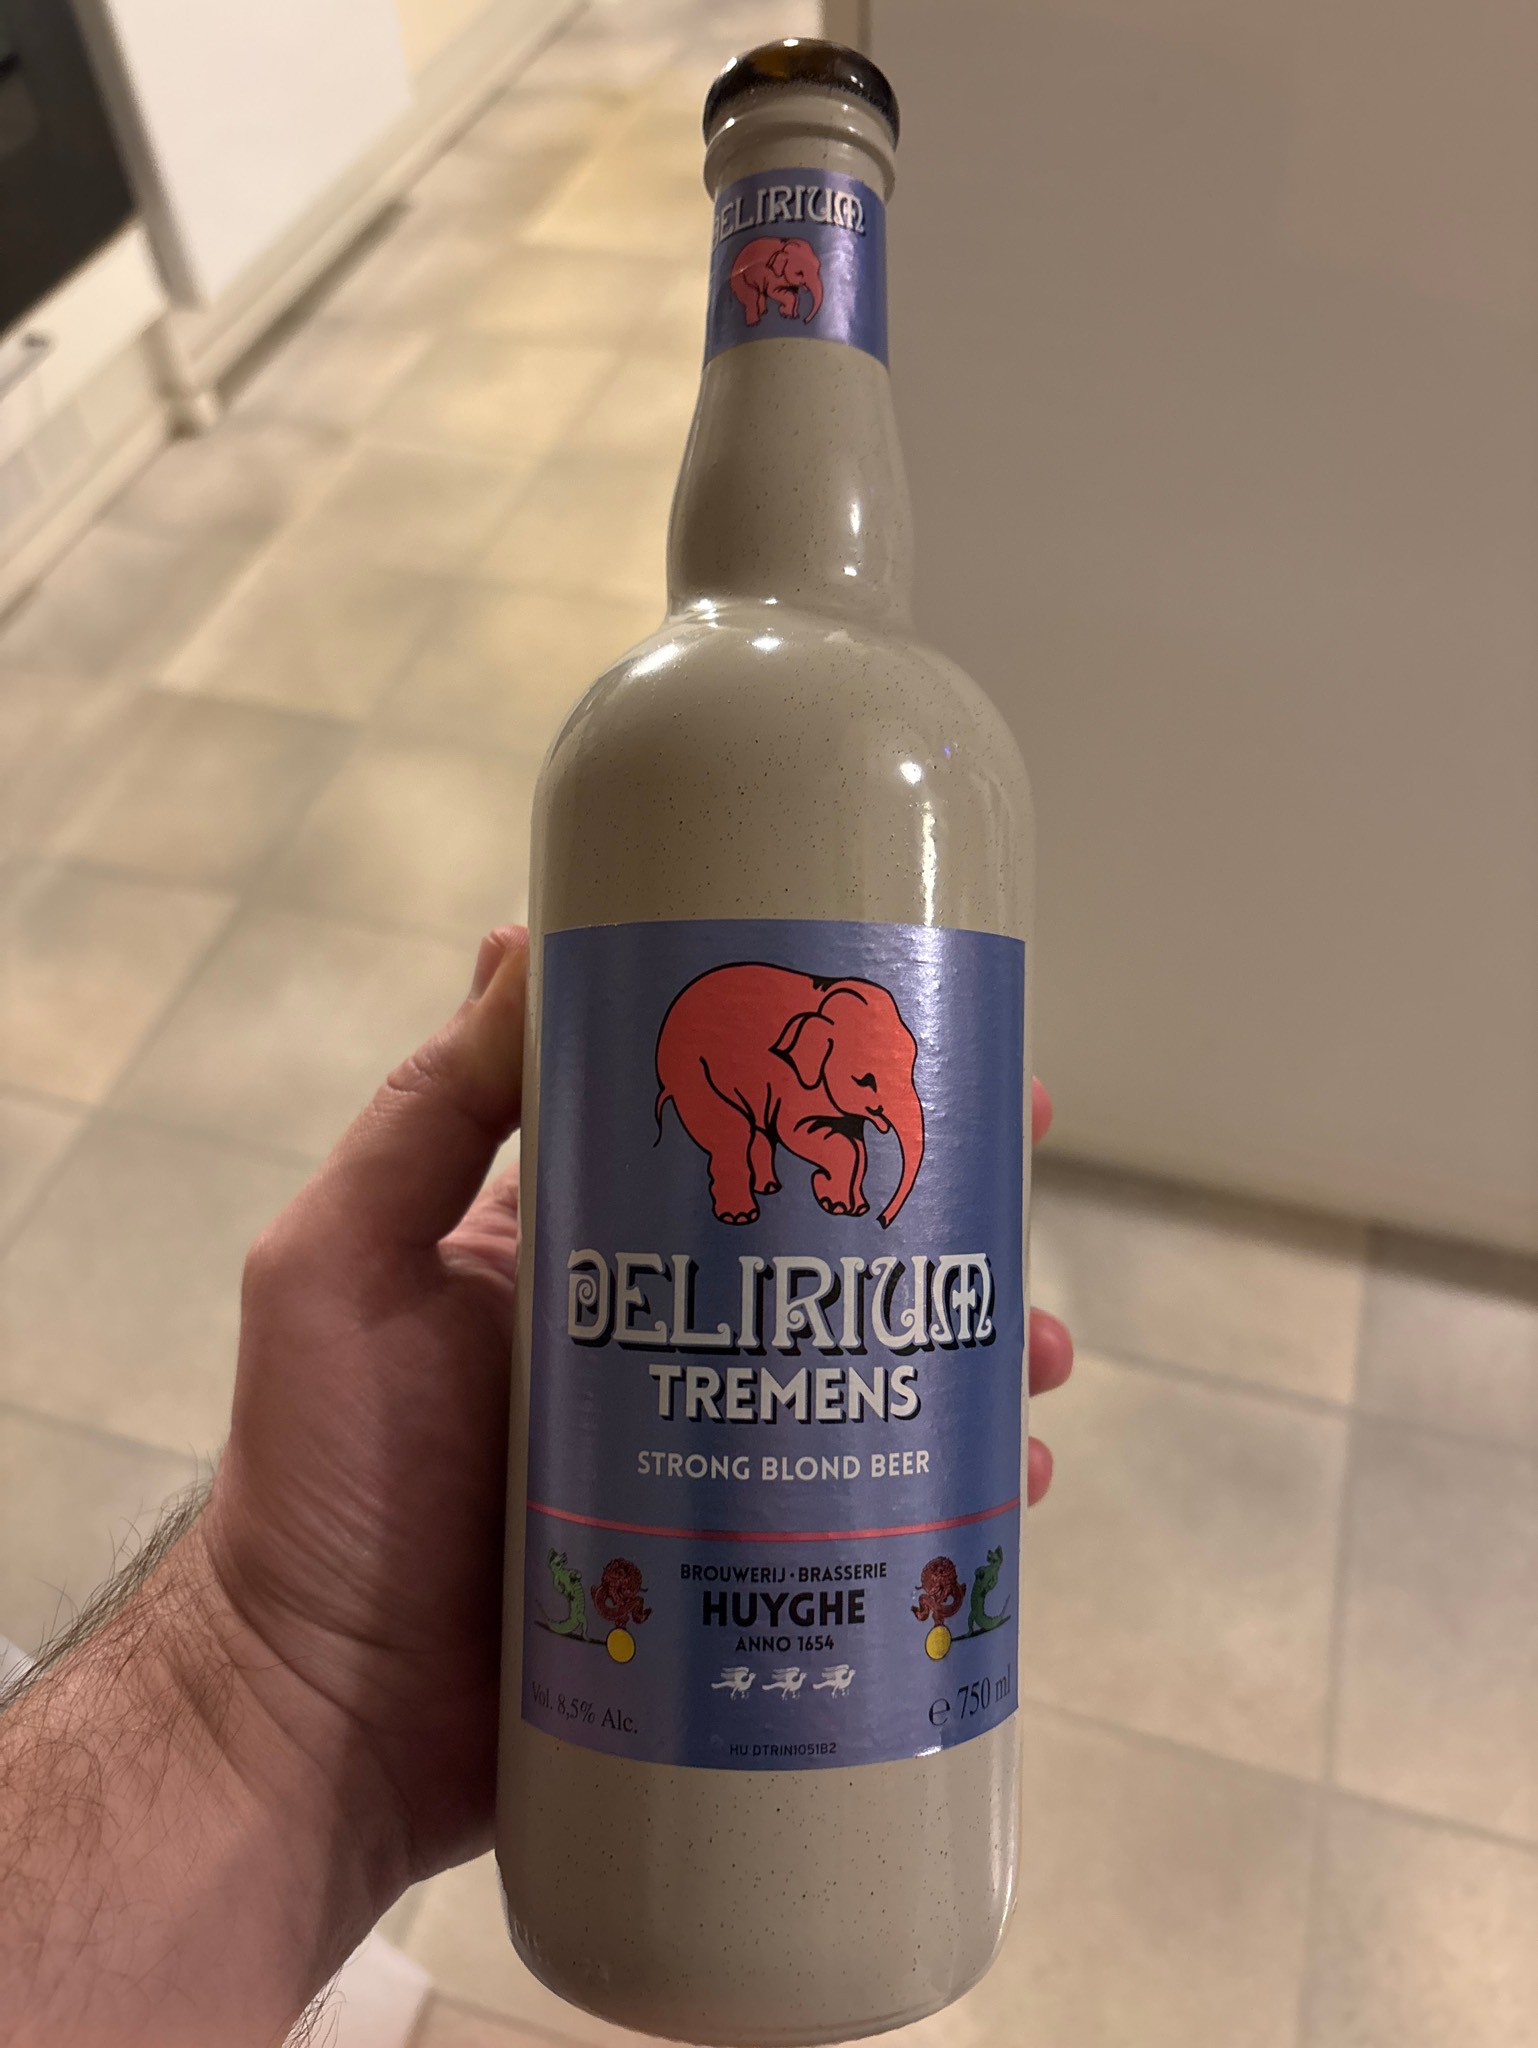 DELIRIUM
DELIRIUM
TREMENS
STRONG BLOND BEER
BROUWERIJ · BRASSERIE
HUYGHE
ANNO 1654
Vol. 8,5% Alc.
℮ 750 ml
HU DTRIN1051B2